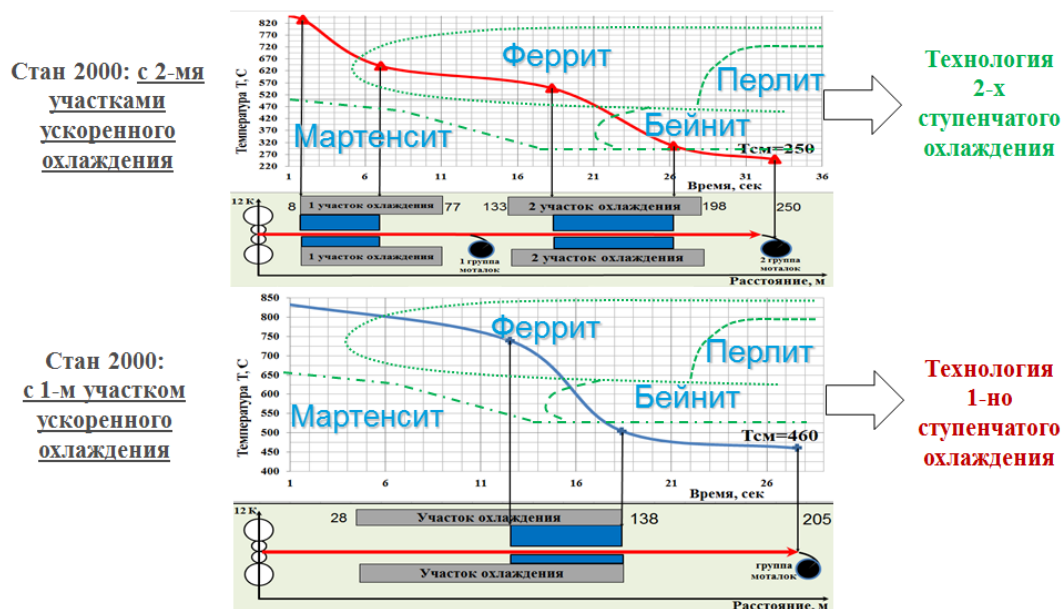 Стан 2000: с 2-мя
участками
ускоренного
охлаждения
Температура Т, С
820
770
720
670
620
570
520
470
420
370
320
270
220
Феррит
Перлит
Мартенсит
Бейнит
Тсм=250
1 6 11 16 21 26 31 36
Время, сек
Технология
2-х
ступенчатого
охлаждения
12 К
8
1 участок охлаждения
77
133
2 участок охлаждения
198
250
1 участок охлаждения
1 группа
моталок
2 участок охлаждения
2 группа
моталок
Расстояние, м
Стан 2000:
с 1-м участком
ускоренного
охлаждения
Температура Т, С
850
800
750
700
650
600
550
500
450
400
Феррит
Перлит
Мартенсит
Бейнит
Тсм=460
1 6 11 16 21 26
Время, сек
Технология
1-но
ступенчатого
охлаждения
12 К
28
Участок охлаждения
138
205
Участок охлаждения
группа
моталок
Расстояние, м